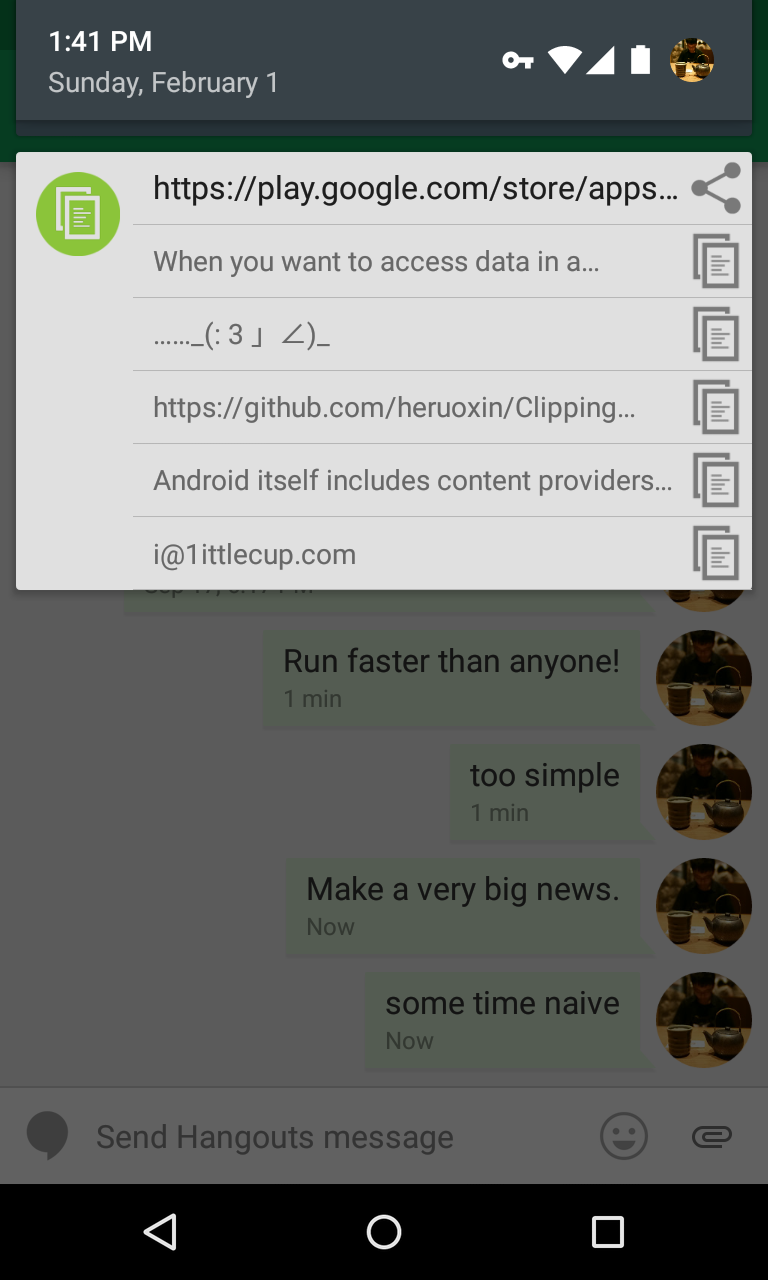 1:41 PM
Sunday, February 1
https://play.google.com/store/apps…
When you want to access data in a…
……_(: 3 」∠)_
https://github.com/heruoxin/Clipping…
Android itself includes content providers…
i@1ittlecup.com
Run faster than anyone!
1 min
too simple
1 min
Make a very big news.
Now
some time naive
Now
Send Hangouts message